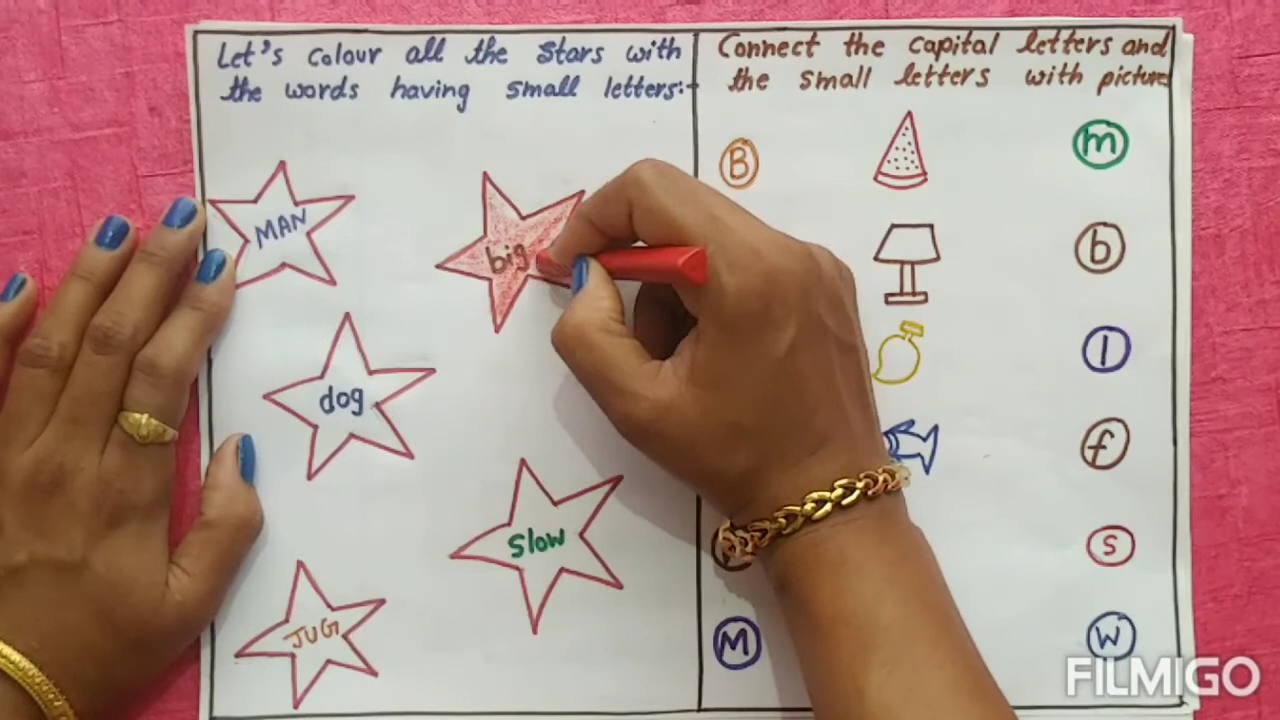 Let's Colour all the Stars with
the words having small letters:-
MAN
big
dog
Slow
JUG
Connect the capital letters and
the small letters with picture
B
m
b
l
f
s
M
w
FILMIGO